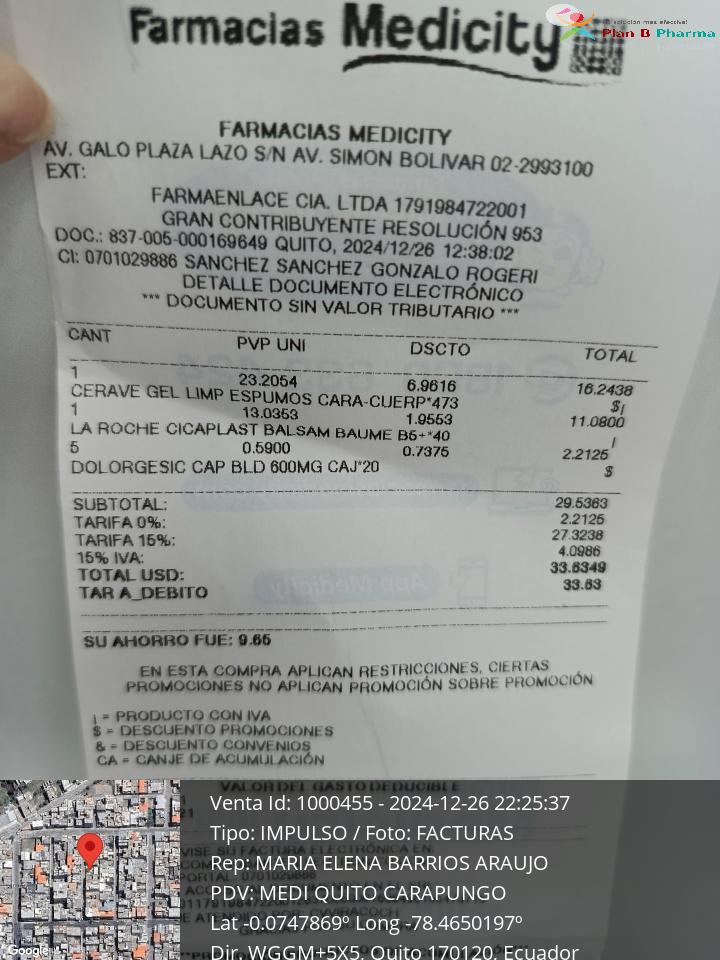 Farmacias Medicity
a solución más efectiva!
Plan B Pharma
FARMACIAS MEDICITY
AV. GALO PLAZA LAZO S/N AV. SIMON BOLIVAR 02-2993100
EXT:
FARMAENLACE CIA. LTDA 1791984722001
GRAN CONTRIBUYENTE RESOLUCIÓN 953
DOC.: 837-005-000169649 QUITO, 2024/12/26 12:38:02
CI: 0701029886 SANCHEZ SANCHEZ GONZALO ROGERI
DETALLE DOCUMENTO ELECTRÓNICO
*** DOCUMENTO SIN VALOR TRIBUTARIO ***
CANT PVP UNI DSCTO TOTAL
1 23.2054 6.9616 16.2438
CERAVE GEL LIMP ESPUMOS CARA-CUERP*473 $¡
1 13.0353 1.9553 11.0800
LA ROCHE CICAPLAST BALSAM BAUME B5+*40 ¡
5 0.5900 0.7375 2.2125
DOLORGESIC CAP BLD 600MG CAJ*20 $
SUBTOTAL: 29.5363
TARIFA 0%: 2.2125
TARIFA 15%: 27.3238
15% IVA: 4.0986
TOTAL USD: 33.6349
TAR A_DEBITO 33.63
SU AHORRO FUE: 9.65
EN ESTA COMPRA APLICAN RESTRICCIONES, CIERTAS
PROMOCIONES NO APLICAN PROMOCIÓN SOBRE PROMOCIÓN
¡ = PRODUCTO CON IVA
$ = DESCUENTO PROMOCIONES
& = DESCUENTO CONVENIOS
CA = CANJE DE ACUMULACIÓN
VALOR DEL GASTO DEDUCIBLE
Venta Id: 1000455 - 2024-12-26 22:25:37
Tipo: IMPULSO / Foto: FACTURAS
Rep: MARIA ELENA BARRIOS ARAUJO
PDV: MEDI QUITO CARAPUNGO
Lat -0.0747869º Long -78.4650197º
Dir. WGGM+5X5, Quito 170120, Ecuador
Google